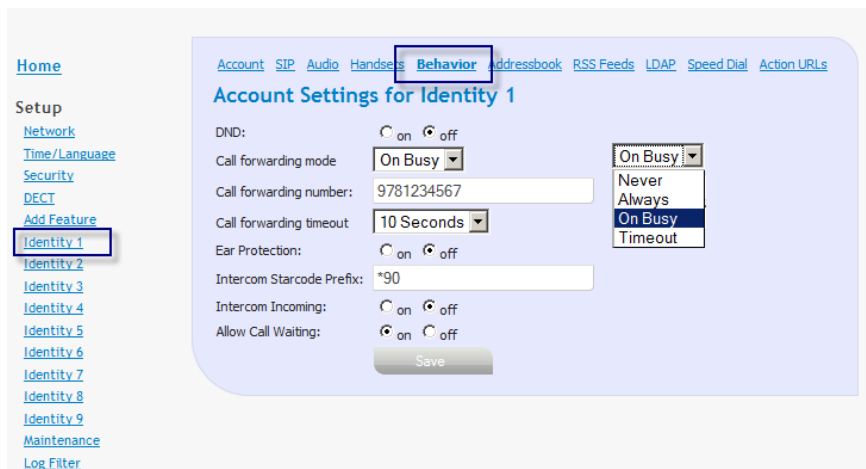 Home
Setup
Network
Time/Language
Security
DECT
Add Feature
Identity 1
Identity 2
Identity 3
Identity 4
Identity 5
Identity 6
Identity 7
Identity 8
Identity 9
Maintenance
Log Filter
Account SIP Audio Handsets Behavior Addressbook RSS Feeds LDAP Speed Dial Action URLs
Account Settings for Identity 1
DND: on off
Call forwarding mode On Busy
Call forwarding number: 9781234567
Call forwarding timeout 10 Seconds
Ear Protection: on off
Intercom Starcode Prefix: *90
Intercom Incoming: on off
Allow Call Waiting: on off
Save
On Busy
Never
Always
On Busy
Timeout